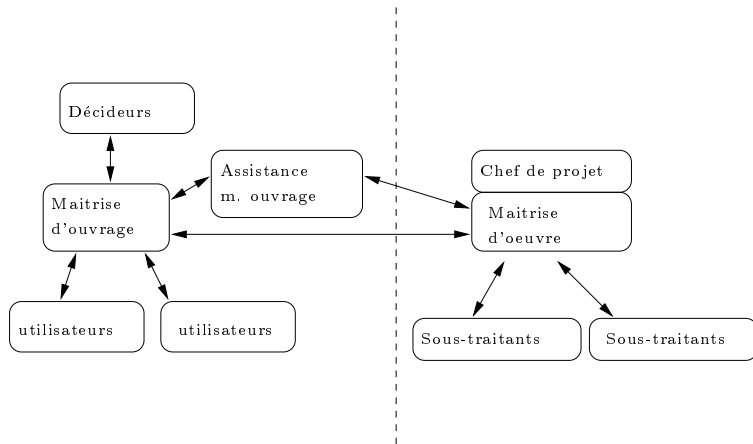 Décideurs
Assistance
m. ouvrage
Chef de projet
Maitrise
d'ouvrage
Maitrise
d'oeuvre
utilisateurs
utilisateurs
Sous-traitants
Sous-traitants